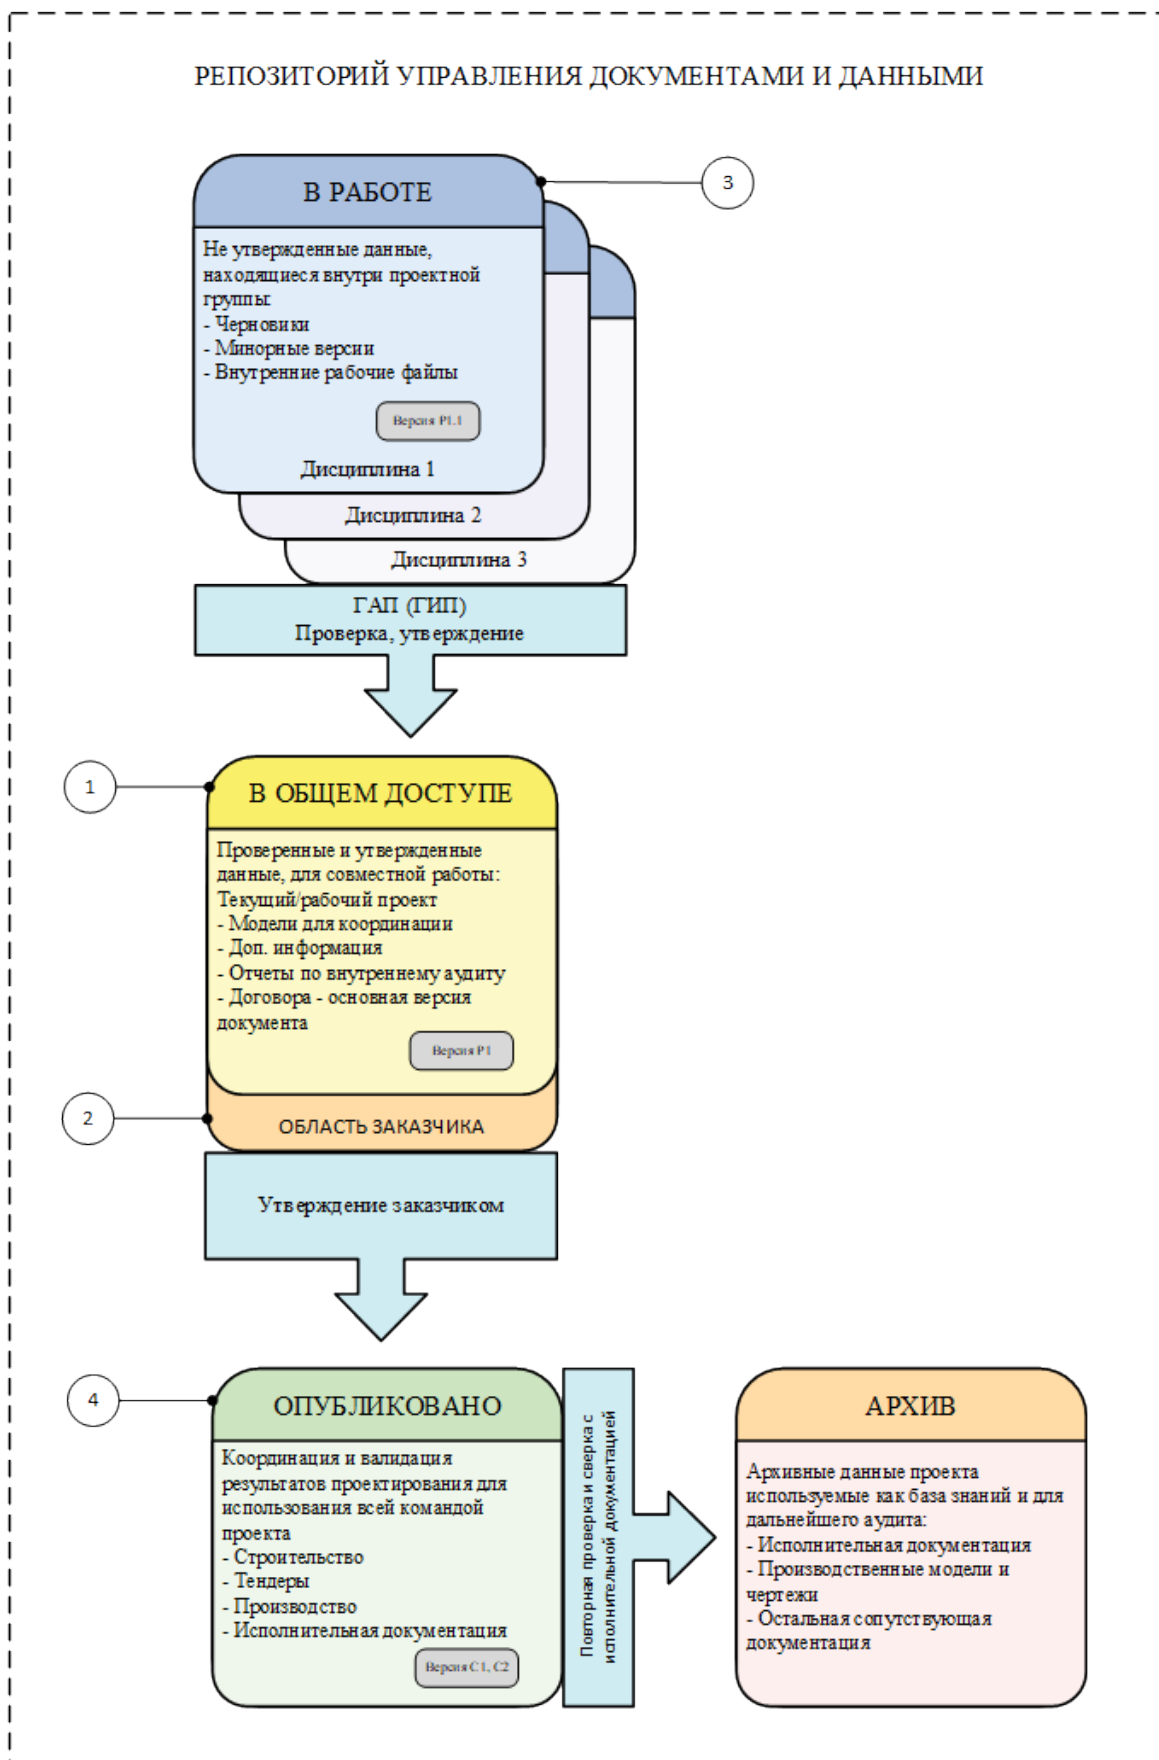 РЕПОЗИТОРИЙ УПРАВЛЕНИЯ ДОКУМЕНТАМИ И ДАННЫМИ
В РАБОТЕ
3
Не утвержденные данные,
находящиеся внутри проектной
группы:
- Черновики
- Минорные версии
- Внутренние рабочие файлы
Версия P1.1
Дисциплина 1
Дисциплина 2
Дисциплина 3
ГАП (ГИП)
Проверка, утверждение
1
В ОБЩЕМ ДОСТУПЕ
Проверенные и утвержденные
данные, для совместной работы:
Текущий/рабочий проект
- Модели для координации
- Доп. информация
- Отчеты по внутреннему аудиту
- Договора - основная версия
документа
Версия P1
2
ОБЛАСТЬ ЗАКАЗЧИКА
Утверждение заказчиком
4
ОПУБЛИКОВАНО
Координация и валидация
результатов проектирования для
использования всей командой
проекта
- Строительство
- Тендеры
- Производство
- Исполнительная документация
Версия C1, C2
Повторная проверка и сверка с
исполнительной документацией
АРХИВ
Архивные данные проекта
используемые как база знаний и для
дальнейшего аудита:
- Исполнительная документация
- Производственные модели и
чертежи
- Остальная сопутствующая
документация